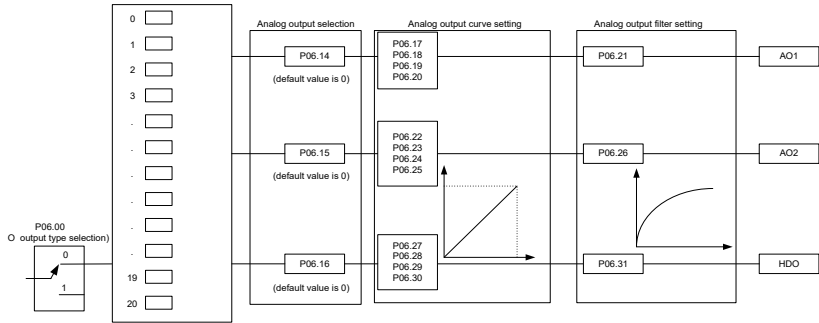 Analog output selection
Analog output curve setting
Analog output filter setting
0
1
2
3
.
.
.
.
.
.
19
20
P06.14
(default value is 0)
P06.17
P06.18
P06.19
P06.20
P06.21
AO1
P06.15
(default value is 0)
P06.22
P06.23
P06.24
P06.25
P06.26
AO2
P06.00
O output type selection)
0
1
P06.16
(default value is 0)
P06.27
P06.28
P06.29
P06.30
P06.31
HDO